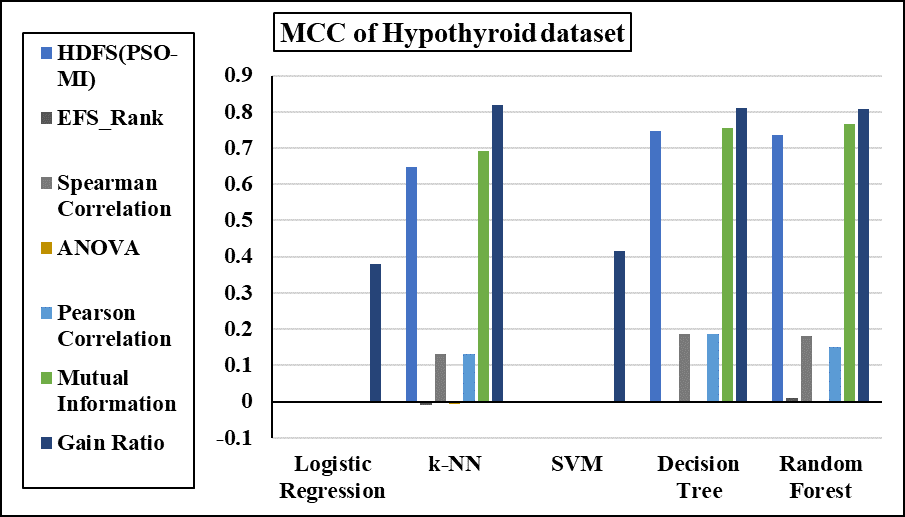 MCC of Hypothyroid dataset
HDFS(PSO-
MI)
EFS_Rank
Spearman
Correlation
ANOVA
Pearson
Correlation
Mutual
Information
Gain Ratio
0.9
0.8
0.7
0.6
0.5
0.4
0.3
0.2
0.1
0
-0.1
Logistic
Regression
k-NN
SVM
Decision
Tree
Random
Forest